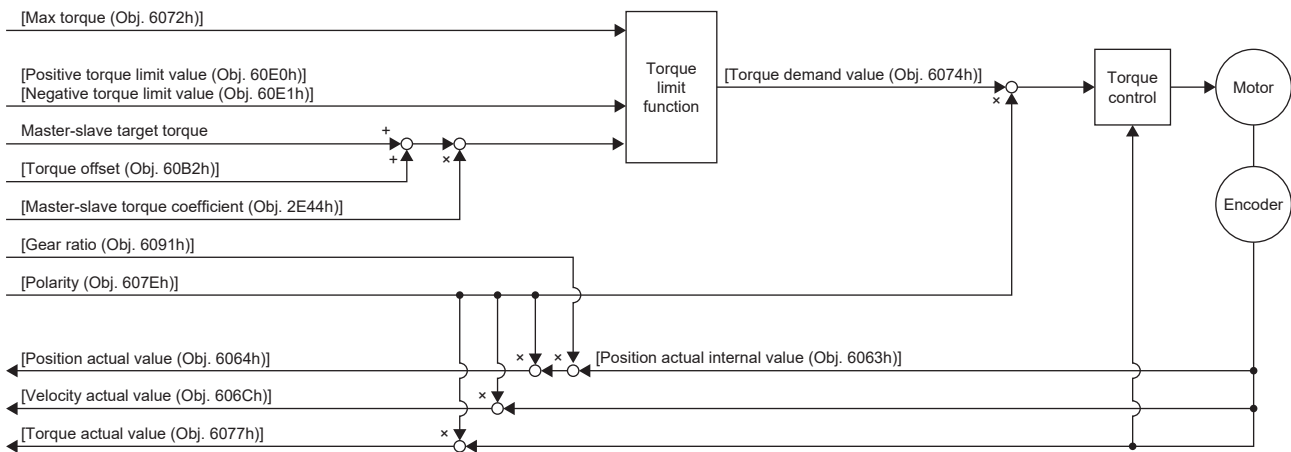 [Max torque (Obj. 6072h)]
[Positive torque limit value (Obj. 60E0h)]
[Negative torque limit value (Obj. 60E1h)]
Torque
limit
function
[Torque demand value (Obj. 6074h)]
×
Torque
control
Motor
Master-slave target torque
+
+
×
[Torque offset (Obj. 60B2h)]
[Master-slave torque coefficient (Obj. 2E44h)]
Encoder
[Gear ratio (Obj. 6091h)]
[Polarity (Obj. 607Eh)]
[Position actual value (Obj. 6064h)]
×
×
[Position actual internal value (Obj. 6063h)]
[Velocity actual value (Obj. 606Ch)]
×
[Torque actual value (Obj. 6077h)]
×